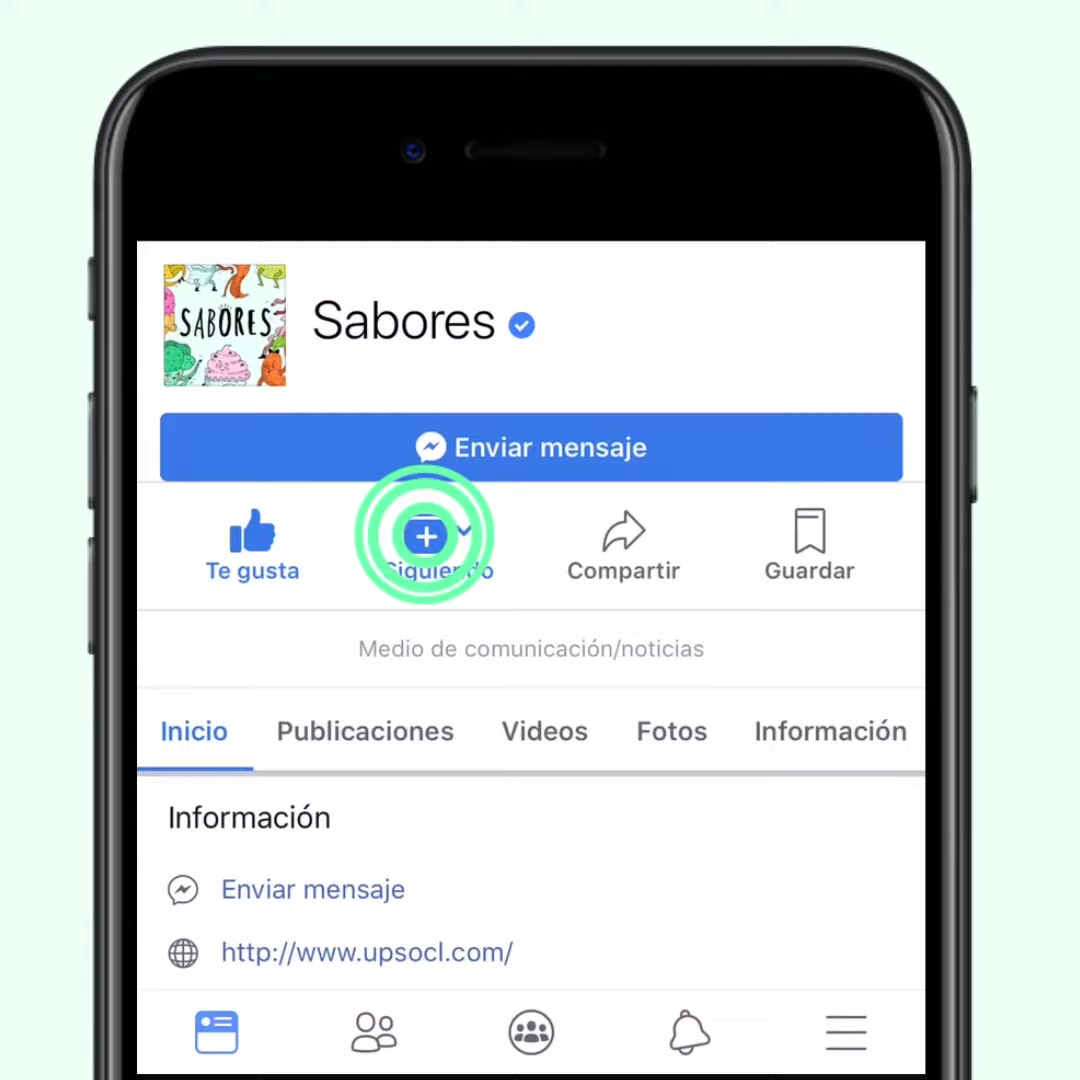 SABORES
Sabores
Enviar mensaje
Te gusta
Siguiendo
Compartir
Guardar
Medio de comunicación/noticias
Inicio
Publicaciones
Videos
Fotos
Información
Información
Enviar mensaje
http://www.upsocl.com/